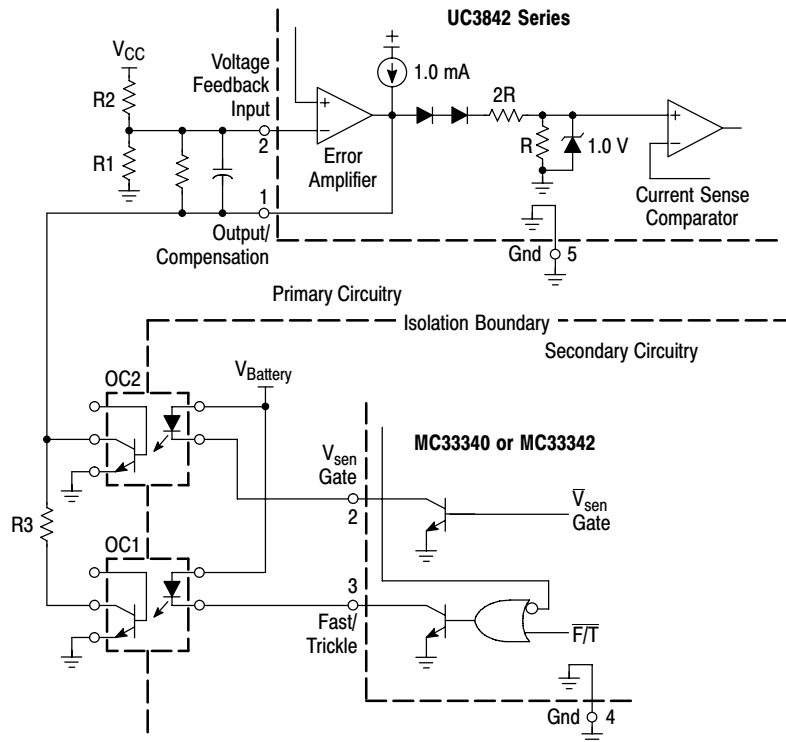 UC3842 Series
VCC
Voltage
Feedback
Input
1.0 mA
R2
2R
R1
2
Error
Amplifier
R
1.0 V
Current Sense
Comparator
1
Output/
Compensation
Gnd
5
Primary Circuitry
Isolation Boundary
Secondary Circuitry
OC2
VBattery
MC33340 or MC33342
Vsen
Gate
2
V̅sen
Gate
R3
OC1
3
Fast/
Trickle
F̅/̅T̅
Gnd
4